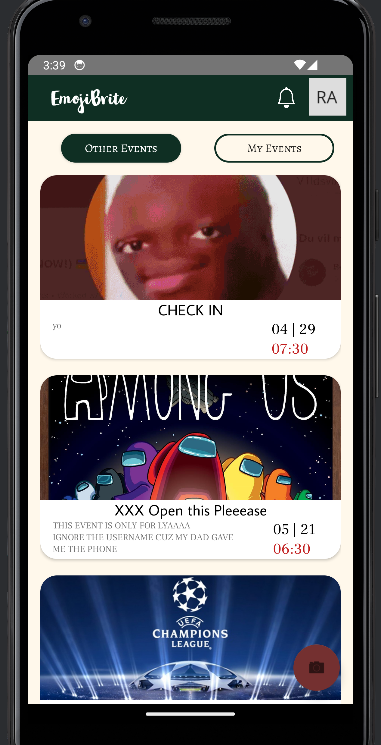 3:39
EmojiBrite
RA
Other Events
My Events
CHECK IN
yo
04 | 29
07:30
AMONG US
XXX Open this Pleeease
THIS EVENT IS ONLY FOR LYAAAA
IGNORE THE USERNAME CUZ MY DAD GAVE
ME THE PHONE
05 | 21
06:30
UEFA
CHAMPIONS
LEAGUE